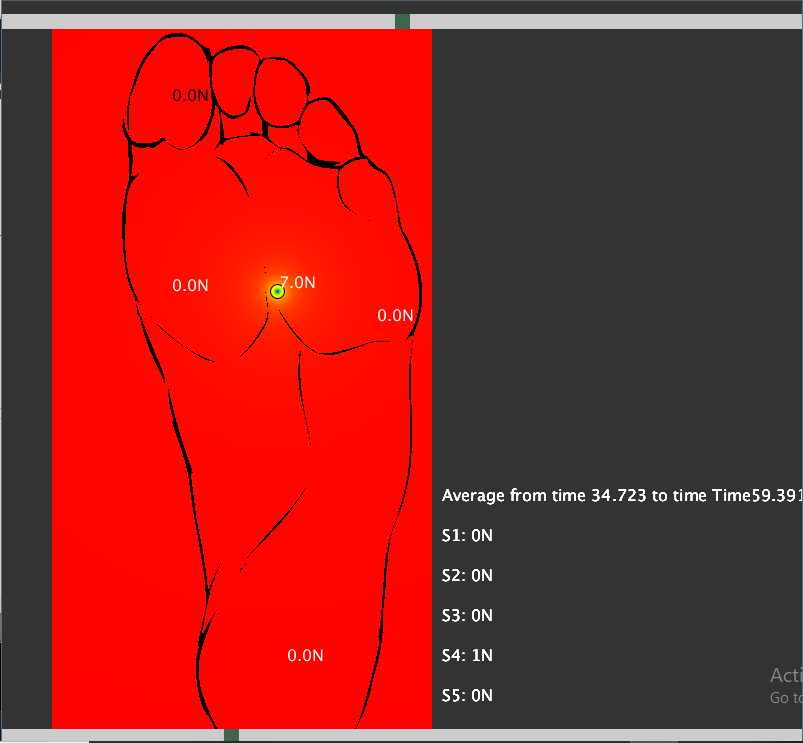 0.0N
0.0N
7.0N
0.0N
0.0N
Average from time 34.723 to time Time59.391
S1: 0N
S2: 0N
S3: 0N
S4: 1N
S5: 0N
Acti
Go to